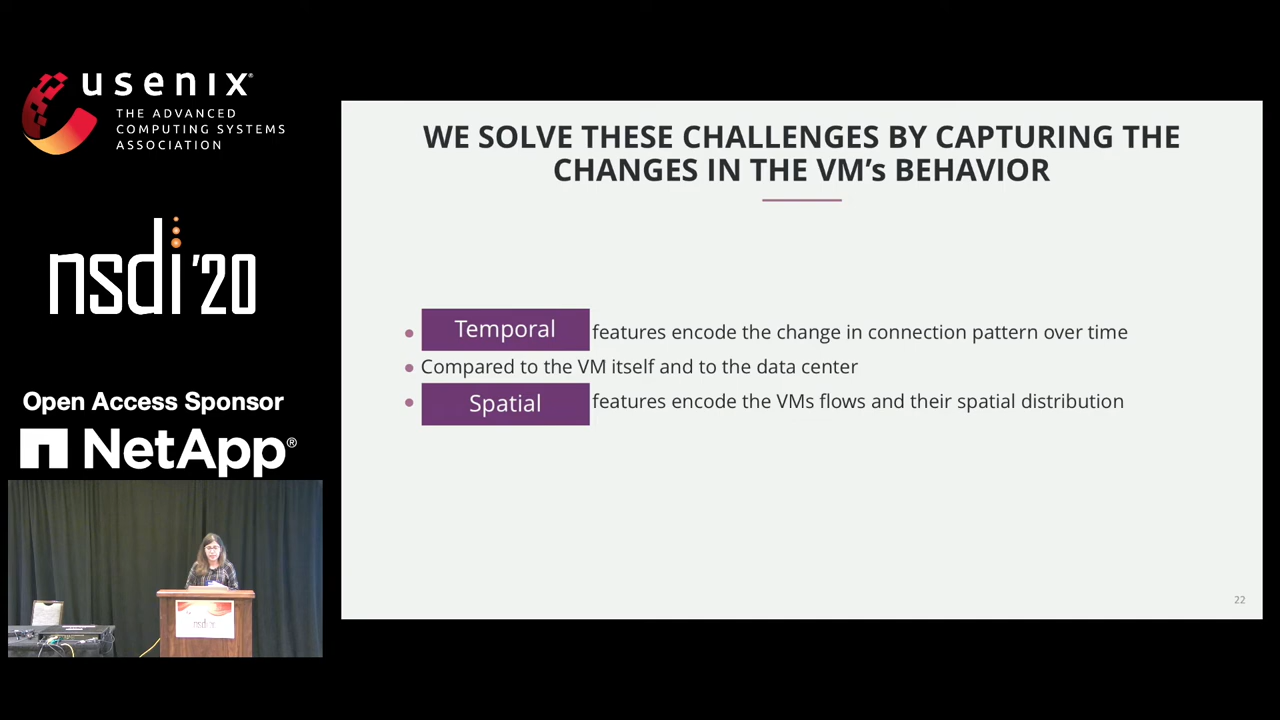 usenix®
THE ADVANCED
COMPUTING SYSTEMS
ASSOCIATION
nsdi '20
Open Access Sponsor
NetApp®
WE SOLVE THESE CHALLENGES BY CAPTURING THE
CHANGES IN THE VM’s BEHAVIOR
• Temporal features encode the change in connection pattern over time
• Compared to the VM itself and to the data center
• Spatial features encode the VMs flows and their spatial distribution
22
nsdi